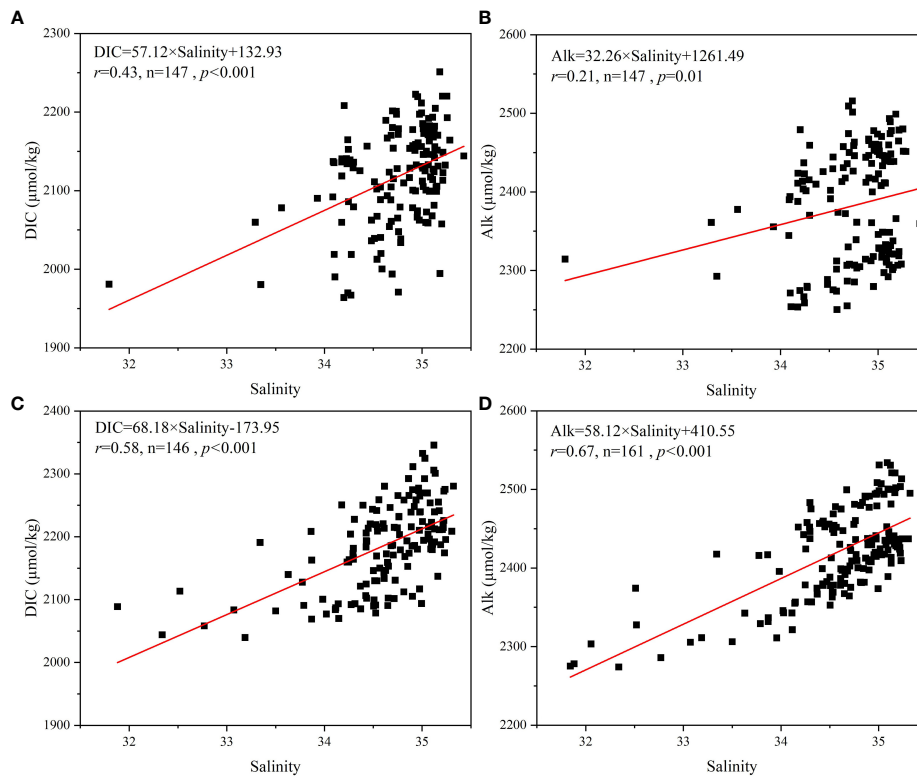 A
DIC=57.12×Salinity+132.93
r=0.43, n=147 , p<0.001
2300
2200
2100
2000
1900
DIC (μmol/kg)
32 33 34 35
Salinity
B
Alk=32.26×Salinity+1261.49
r=0.21, n=147 , p=0.01
2600
2500
2400
2300
2200
Alk (μmol/kg)
32 33 34 35
Salinity
C
DIC=68.18×Salinity-173.95
r=0.58, n=146 , p<0.001
2400
2300
2200
2100
2000
1900
DIC (μmol/kg)
32 33 34 35
Salinity
D
Alk=58.12×Salinity+410.55
r=0.67, n=161 , p<0.001
2600
2500
2400
2300
2200
Alk (μmol/kg)
32 33 34 35
Salinity